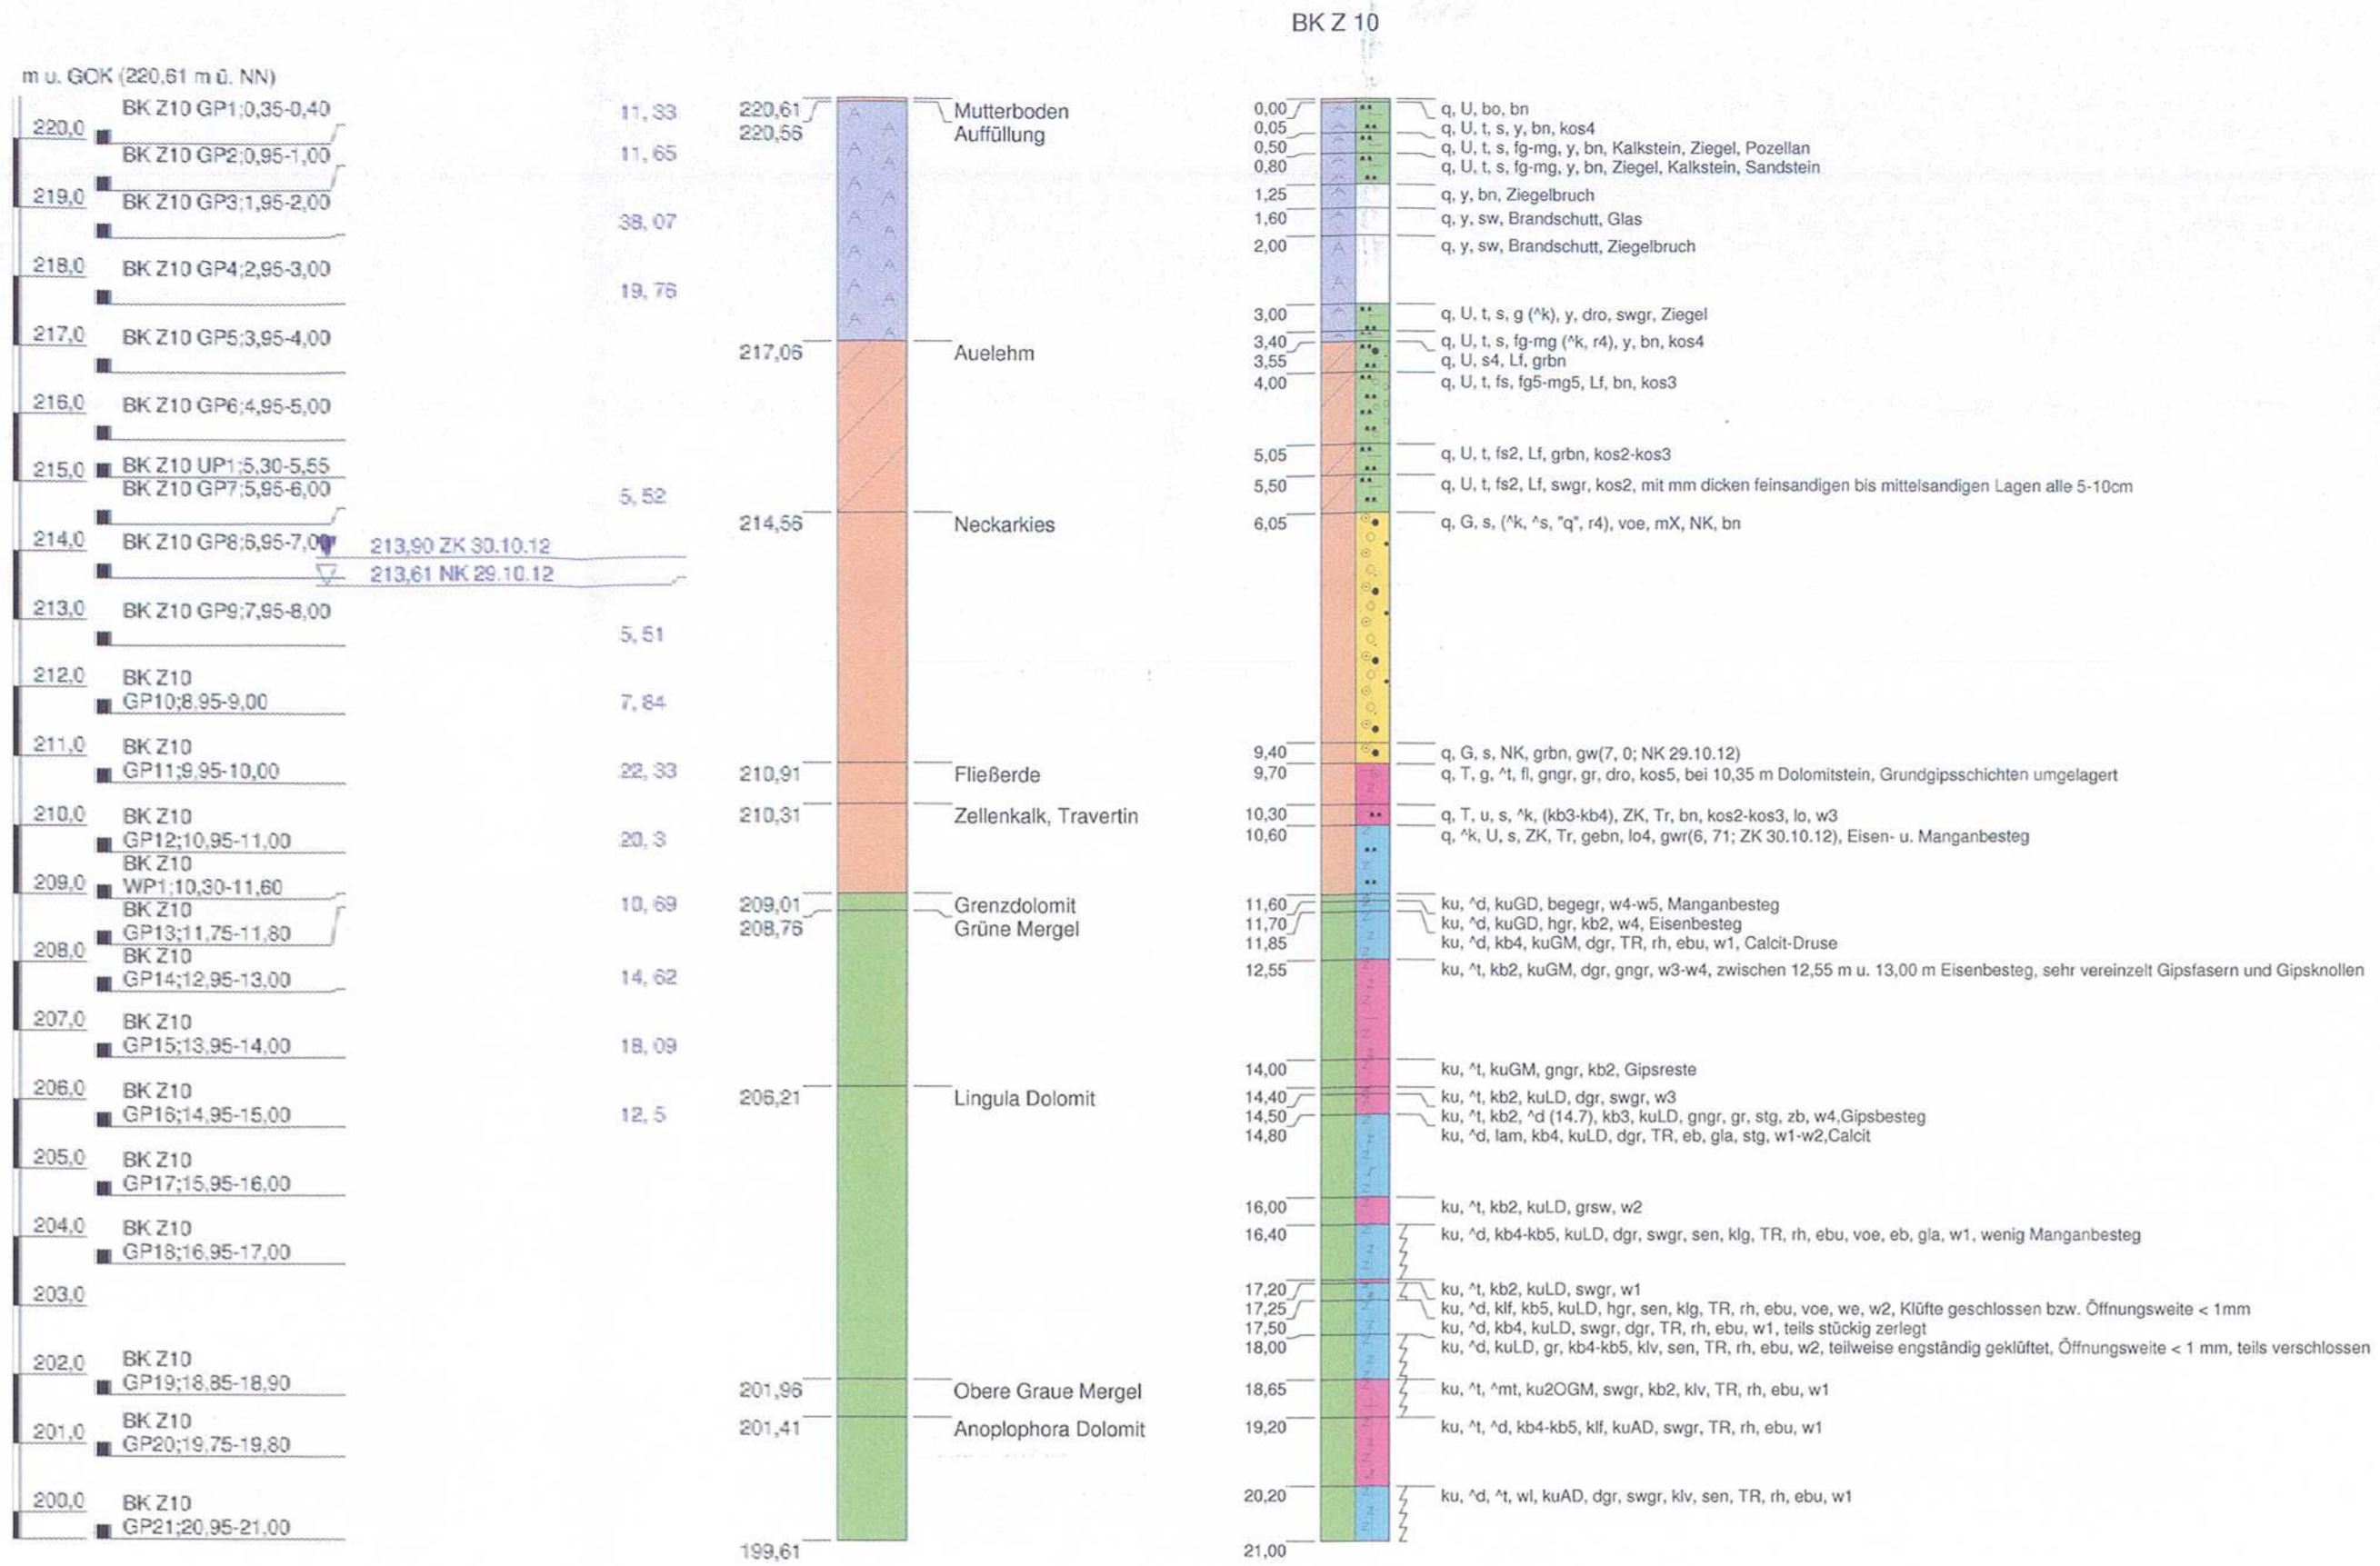 BK Z 10
m u. GOK (220,61 m ü. NN)
220,0
BK Z10 GP1;0,35-0,40
BK Z10 GP2;0,95-1,00
219,0
BK Z10 GP3;1,95-2,00
218,0
BK Z10 GP4;2,95-3,00
217,0
BK Z10 GP5;3,95-4,00
216,0
BK Z10 GP6;4,95-5,00
215,0
BK Z10 UP1;5,30-5,55
BK Z10 GP7;5,95-6,00
214,0
BK Z10 GP8;6,95-7,00
213,90 ZK 30.10.12
213,61 NK 29.10.12
213,0
BK Z10 GP9;7,95-8,00
212,0
BK Z10
GP10;8,95-9,00
211,0
BK Z10
GP11;9,95-10,00
210,0
BK Z10
GP12;10,95-11,00
BK Z10
209,0
WP1;10,30-11,60
BK Z10
GP13;11,75-11,80
208,0
BK Z10
GP14;12,95-13,00
207,0
BK Z10
GP15;13,95-14,00
206,0
BK Z10
GP16;14,95-15,00
205,0
BK Z10
GP17;15,95-16,00
204,0
BK Z10
GP18;16,95-17,00
203,0
202,0
BK Z10
GP19;18,85-18,90
201,0
BK Z10
GP20;19,75-19,80
200,0
BK Z10
GP21;20,95-21,00
11, 33
11, 65
38, 07
19, 76
5, 52
5, 51
7, 84
22, 33
20, 3
10, 69
14, 62
18, 09
12, 5
220,61 Mutterboden
220,56 Auffüllung
217,06 Auelehm
214,56 Neckarkies
210,91 Fließerde
210,31 Zellenkalk, Travertin
209,01 Grenzdolomit
208,76 Grüne Mergel
206,21 Lingula Dolomit
201,96 Obere Graue Mergel
201,41 Anoplophora Dolomit
199,61
0,00 q, U, bo, bn
0,05 q, U, t, s, y, bn, kos4
0,50 q, U, t, s, fg-mg, y, bn, Kalkstein, Ziegel, Pozellan
0,80 q, U, t, s, fg-mg, y, bn, Ziegel, Kalkstein, Sandstein
1,25 q, y, bn, Ziegelbruch
1,60 q, y, sw, Brandschutt, Glas
2,00 q, y, sw, Brandschutt, Ziegelbruch
3,00 q, U, t, s, g (^k), y, dro, swgr, Ziegel
3,40 q, U, t, s, fg-mg (^k, r4), y, bn, kos4
3,55 q, U, s4, Lf, grbn
4,00 q, U, t, fs, fg5-mg5, Lf, bn, kos3
5,05 q, U, t, fs2, Lf, grbn, kos2-kos3
5,50 q, U, t, fs2, Lf, swgr, kos2, mit mm dicken feinsandigen bis mittelsandigen Lagen alle 5-10cm
6,05 q, G, s, (^k, ^s, "q", r4), voe, mX, NK, bn
9,40 q, G, s, NK, grbn, gw(7, 0; NK 29.10.12)
9,70 q, T, g, ^t, fl, gngr, gr, dro, kos5, bei 10,35 m Dolomitstein, Grundgipsschichten umgelagert
10,30 q, T, u, s, ^k, (kb3-kb4), ZK, Tr, bn, kos2-kos3, lo, w3
10,60 q, ^k, U, s, ZK, Tr, gebn, lo4, gwr(6, 71; ZK 30.10.12), Eisen- u. Manganbesteg
11,60 ku, ^d, kuGD, begegr, w4-w5, Manganbesteg
11,70 ku, ^d, kuGD, hgr, kb2, w4, Eisenbesteg
11,85 ku, ^d, kb4, kuGM, dgr, TR, rh, ebu, w1, Calcit-Druse
12,55 ku, ^t, kb2, kuGM, dgr, gngr, w3-w4, zwischen 12,55 m u. 13,00 m Eisenbesteg, sehr vereinzelt Gipsfasern und Gipsknollen
14,00 ku, ^t, kuGM, gngr, kb2, Gipsreste
14,40 ku, ^t, kb2, kuLD, dgr, swgr, w3
14,50 ku, ^t, kb2, ^d (14.7), kb3, kuLD, gngr, gr, stg, zb, w4,Gipsbesteg
14,80 ku, ^d, lam, kb4, kuLD, dgr, TR, eb, gla, stg, w1-w2,Calcit
16,00 ku, ^t, kb2, kuLD, grsw, w2
16,40 ku, ^d, kb4-kb5, kuLD, dgr, swgr, sen, klg, TR, rh, ebu, voe, eb, gla, w1, wenig Manganbesteg
17,20 ku, ^t, kb2, kuLD, swgr, w1
17,25 ku, ^d, klf, kb5, kuLD, hgr, sen, klg, TR, rh, ebu, voe, we, w2, Klüfte geschlossen bzw. Öffnungsweite < 1mm
17,50 ku, ^d, kb4, kuLD, swgr, dgr, TR, rh, ebu, w1, teils stückig zerlegt
18,00 ku, ^d, kuLD, gr, kb4-kb5, klv, sen, TR, rh, ebu, w2, teilweise engständig geklüftet, Öffnungsweite < 1 mm, teils verschlossen
18,65 ku, ^t, ^mt, ku2OGM, swgr, kb2, klv, TR, rh, ebu, w1
19,20 ku, ^t, ^d, kb4-kb5, klf, kuAD, swgr, TR, rh, ebu, w1
20,20 ku, ^d, ^t, wl, kuAD, dgr, swgr, klv, sen, TR, rh, ebu, w1
21,00